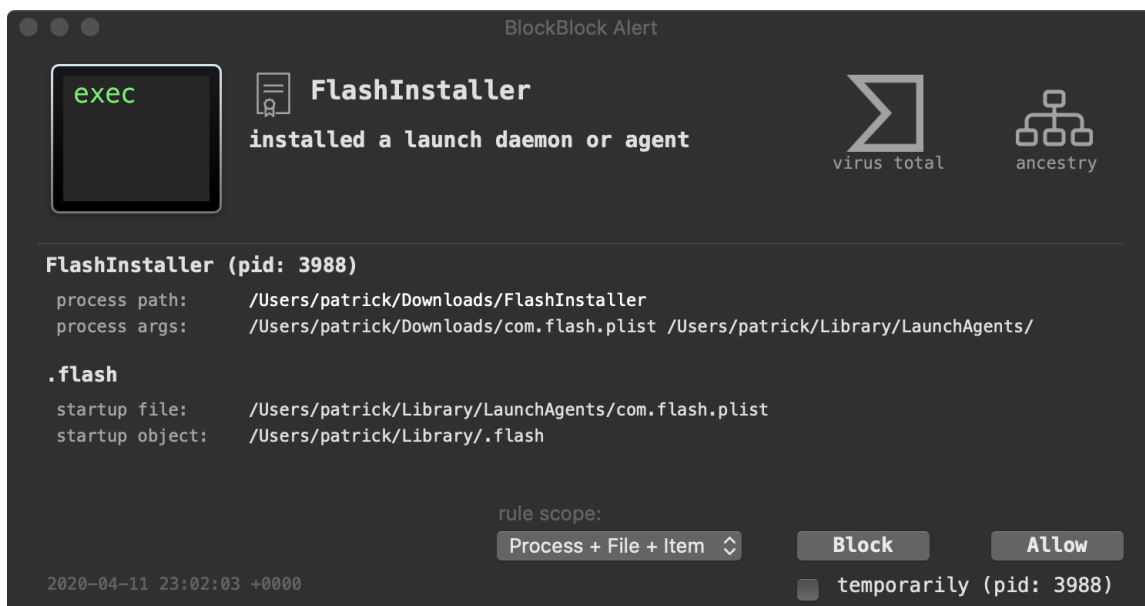 BlockBlock Alert
exec
FlashInstaller
installed a launch daemon or agent
virus total
ancestry
FlashInstaller (pid: 3988)
process path: /Users/patrick/Downloads/FlashInstaller
process args: /Users/patrick/Downloads/com.flash.plist /Users/patrick/Library/LaunchAgents/
.flash
startup file: /Users/patrick/Library/LaunchAgents/com.flash.plist
startup object: /Users/patrick/Library/.flash
rule scope:
Process + File + Item Block Allow
2020-04-11 23:02:03 +0000 temporarily (pid: 3988)